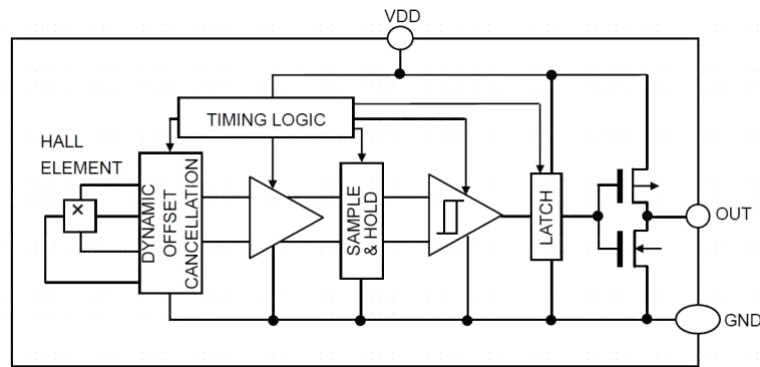 VDD
TIMING LOGIC
HALL
ELEMENT
DYNAMIC
OFFSET
CANCELLATION
SAMPLE
& HOLD
LATCH
OUT
GND